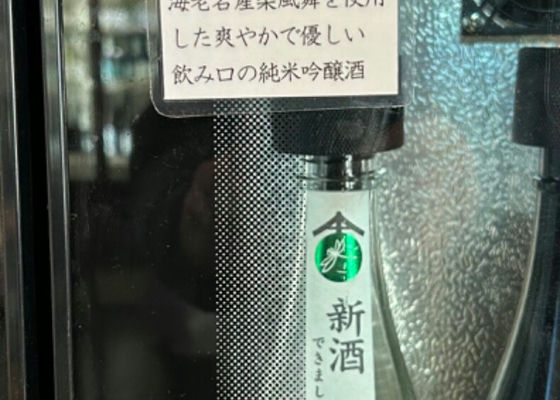 海老名産楽風舞を使用
した爽やかで優しい
飲み口の純米吟醸酒
新酒
できまし